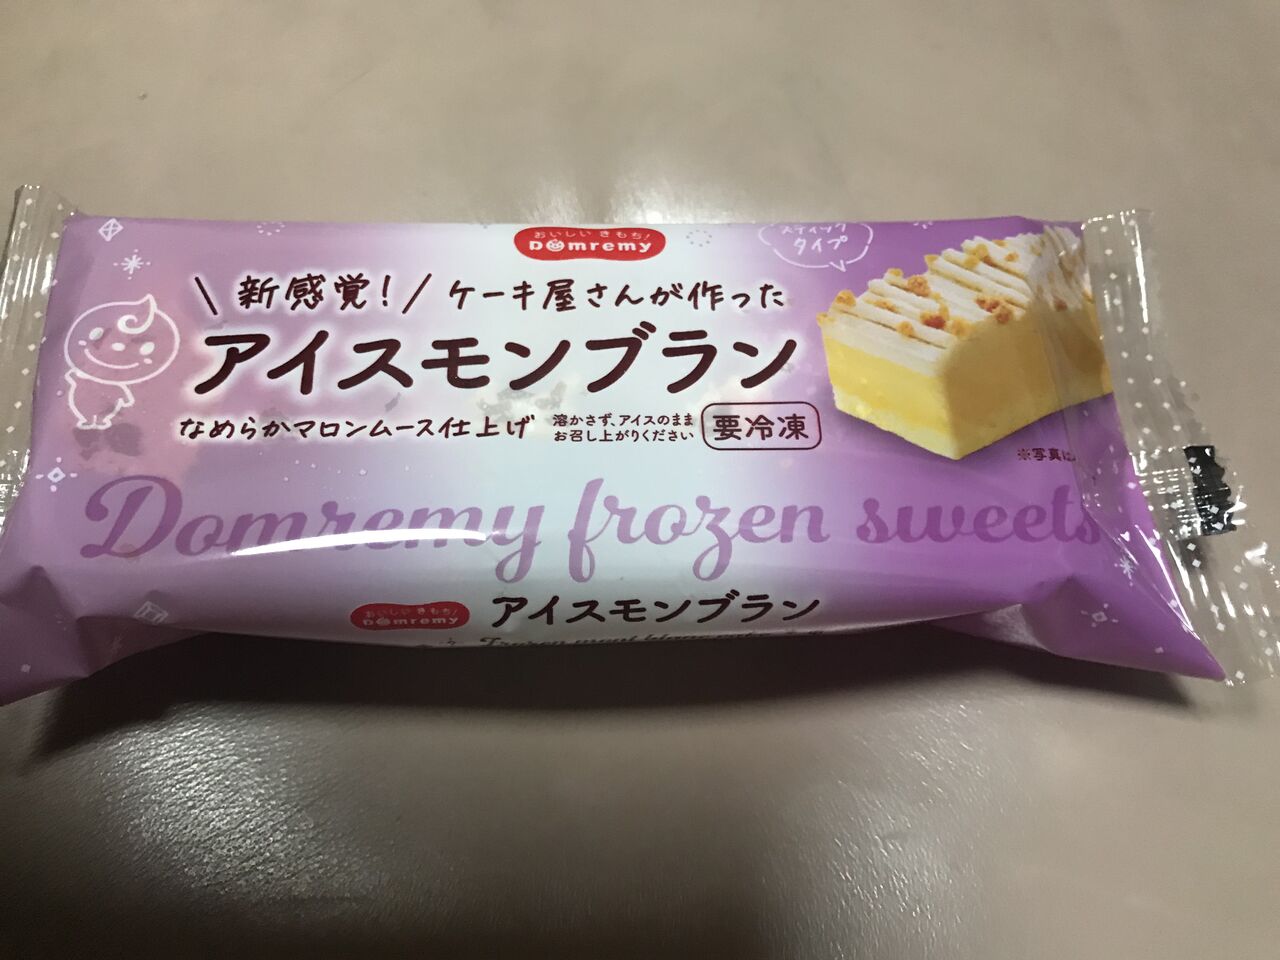 おいしい きもち!
Domremy
スティック
タイプ
\ 新感覚! / ケーキ屋さんが作った
アイスモンブラン
なめらかマロンムース仕上げ
溶かさず、アイスのまま
お召し上がりください
要冷凍
※写真は
Domremy frozen sweets
おいしい きもち!
Domremy
アイスモンブラン
Frozen